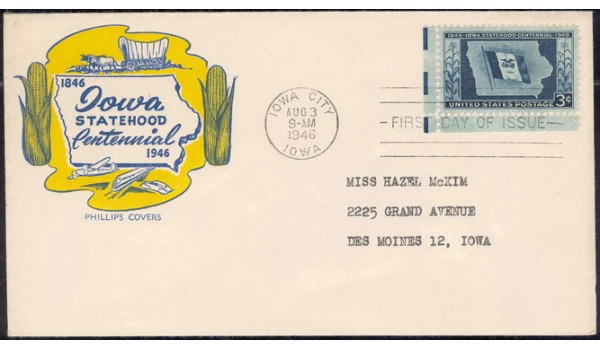 1846
Iowa
STATEHOOD
Centennial
1946
PHILLIPS COVERS
IOWA CITY
AUG 3
9-AM
1946
IOWA
FIRST DAY OF ISSUE
1846-IOWA STATEHOOD CENTENNIAL-1946
3¢
UNITED STATES POSTAGE
MISS HAZEL McKIM
2225 GRAND AVENUE
DES MOINES 12, IOWA